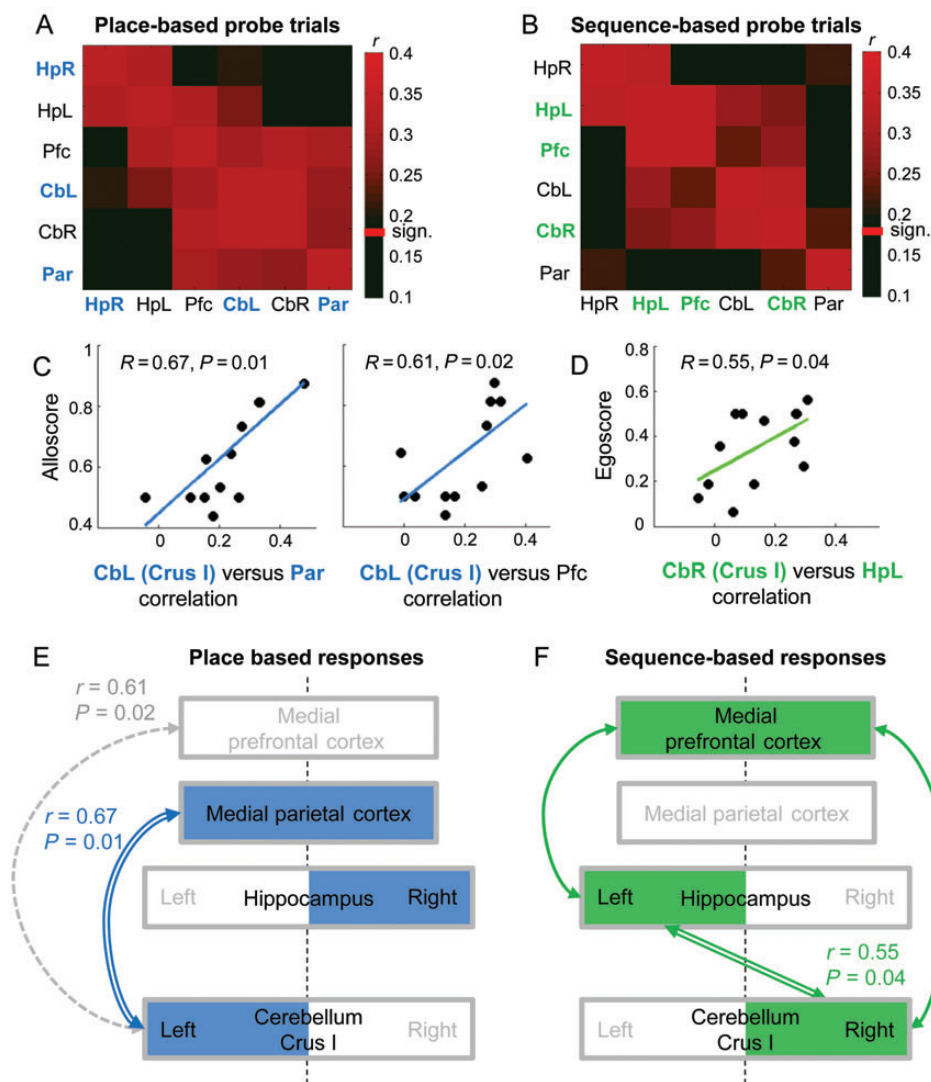 A Place-based probe trials
B Sequence-based probe trials
r
0.4
0.3
0.2
sign.
0.15
0.1
HpR
HpL
Pfc
CbL
CbR
Par
HpR HpL Pfc CbL CbR Par
r
0.4
0.35
0.3
0.25
0.2
sign.
0.15
0.1
HpR
HpL
Pfc
CbL
CbR
Par
HpR HpL Pfc CbL CbR Par
C
R = 0.67, P = 0.01
Alloscore
1
0.8
0.6
0.4
0 0.2 0.4
CbL (Crus I) versus Par
correlation
R = 0.61, P = 0.02
0 0.2 0.4
CbL (Crus I) versus Pfc
correlation
D
R = 0.55, P = 0.04
Egoscore
0.8
0.6
0.4
0.2
0
0 0.2 0.4
CbR (Crus I) versus HpL
correlation
E Place based responses
r = 0.61
P = 0.02
Medial
prefrontal cortex
r = 0.67
P = 0.01
Medial parietal cortex
Left Hippocampus Right
Left Cerebellum Right
Crus I
F Sequence-based responses
Medial
prefrontal cortex
Medial parietal cortex
Left Hippocampus Right
r = 0.55
P = 0.04
Left Cerebellum Right
Crus I